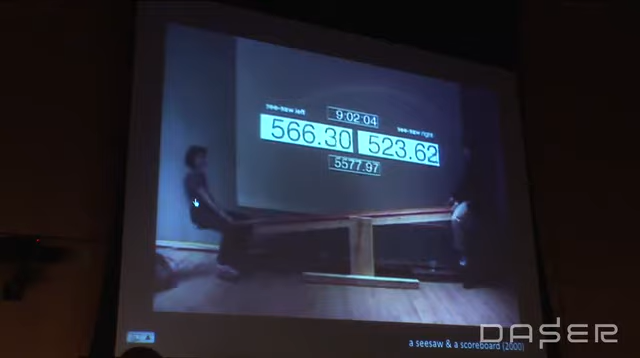 see-saw left
9:02:04
see-saw right
566.30
523.62
5577.97
a seesaw & a scoreboard (2000)
DASER